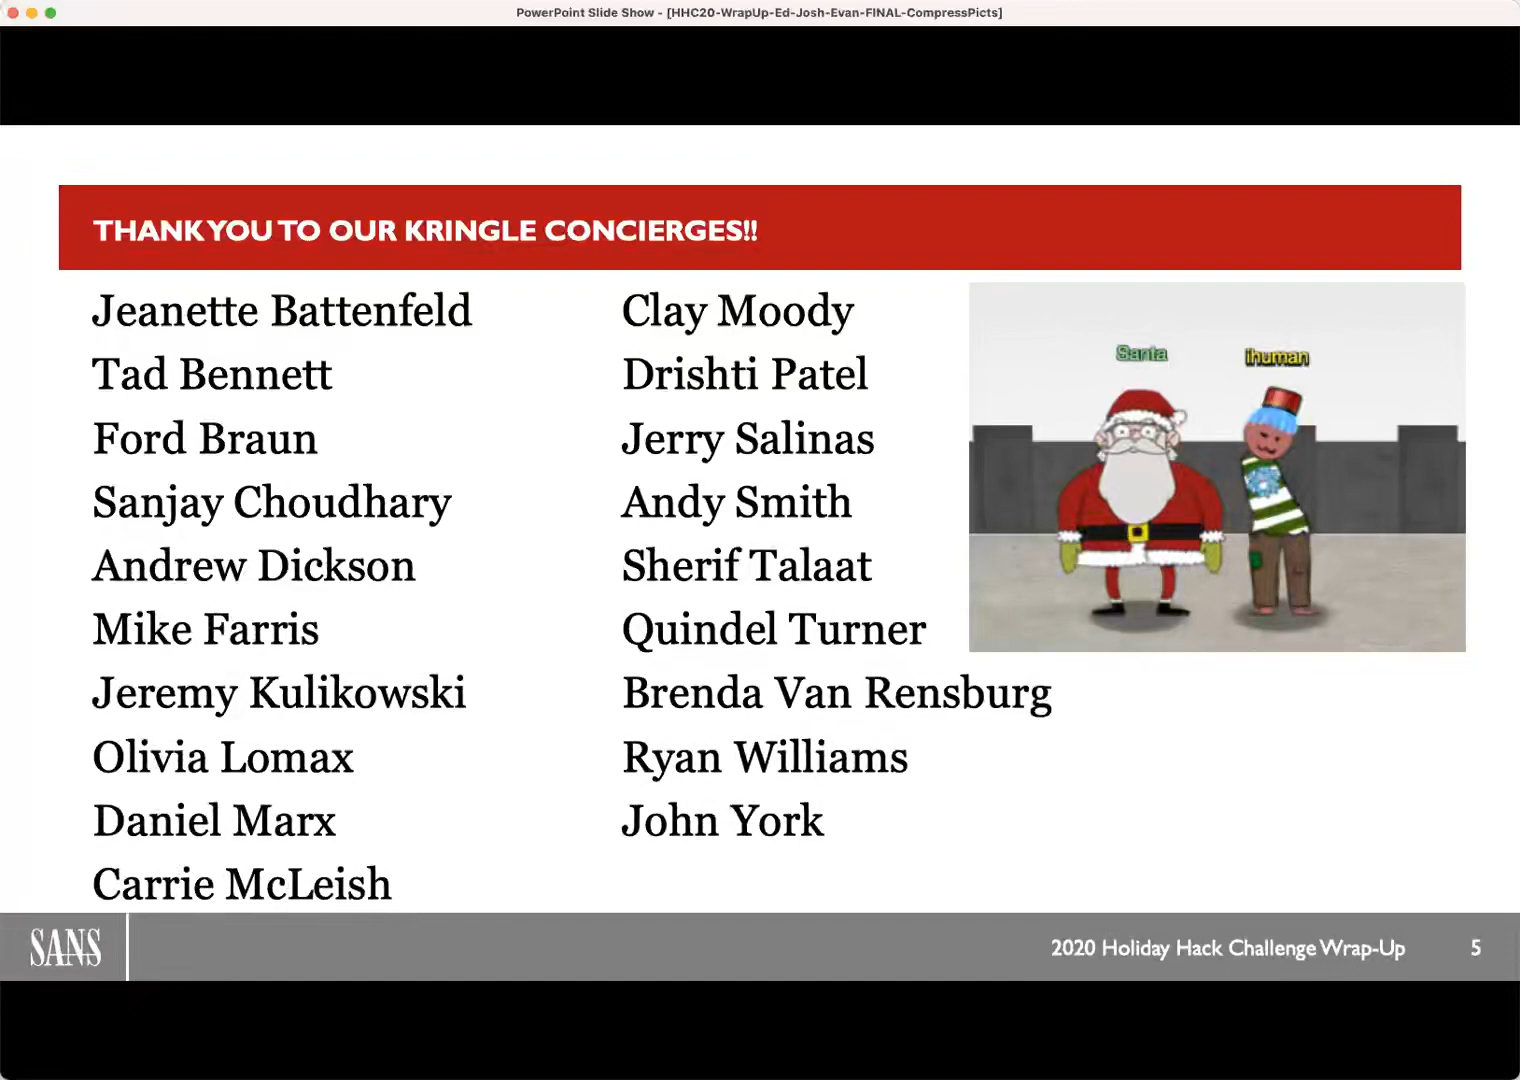 PowerPoint Slide Show - [HHC20-WrapUp-Ed-Josh-Evan-FINAL-CompressPicts]
THANK YOU TO OUR KRINGLE CONCIERGES!!
Jeanette Battenfeld
Tad Bennett
Ford Braun
Sanjay Choudhary
Andrew Dickson
Mike Farris
Jeremy Kulikowski
Olivia Lomax
Daniel Marx
Carrie McLeish
Clay Moody
Drishti Patel
Jerry Salinas
Andy Smith
Sherif Talaat
Quindel Turner
Brenda Van Rensburg
Ryan Williams
John York
Santa
ihuman
SANS
2020 Holiday Hack Challenge Wrap-Up
5